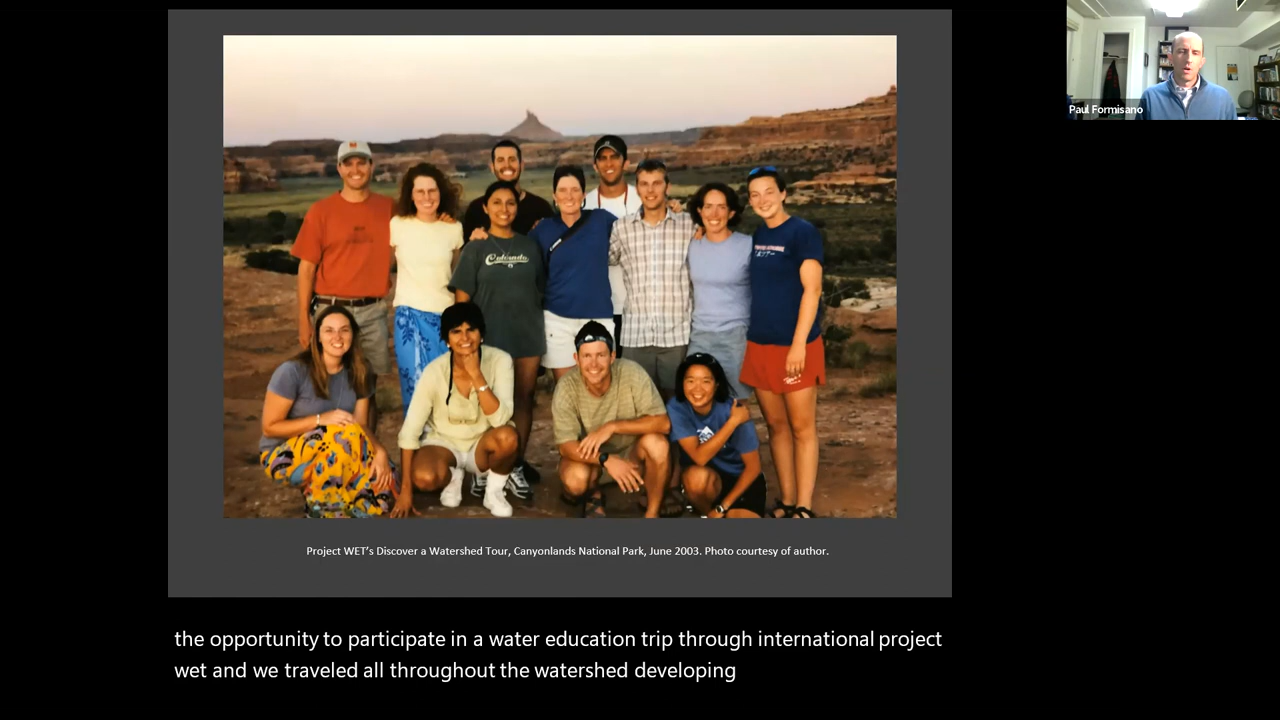 Paul Formisano
Colorado
Project WET's Discover a Watershed Tour, Canyonlands National Park, June 2003. Photo courtesy of author.
the opportunity to participate in a water education trip through international project
wet and we traveled all throughout the watershed developing